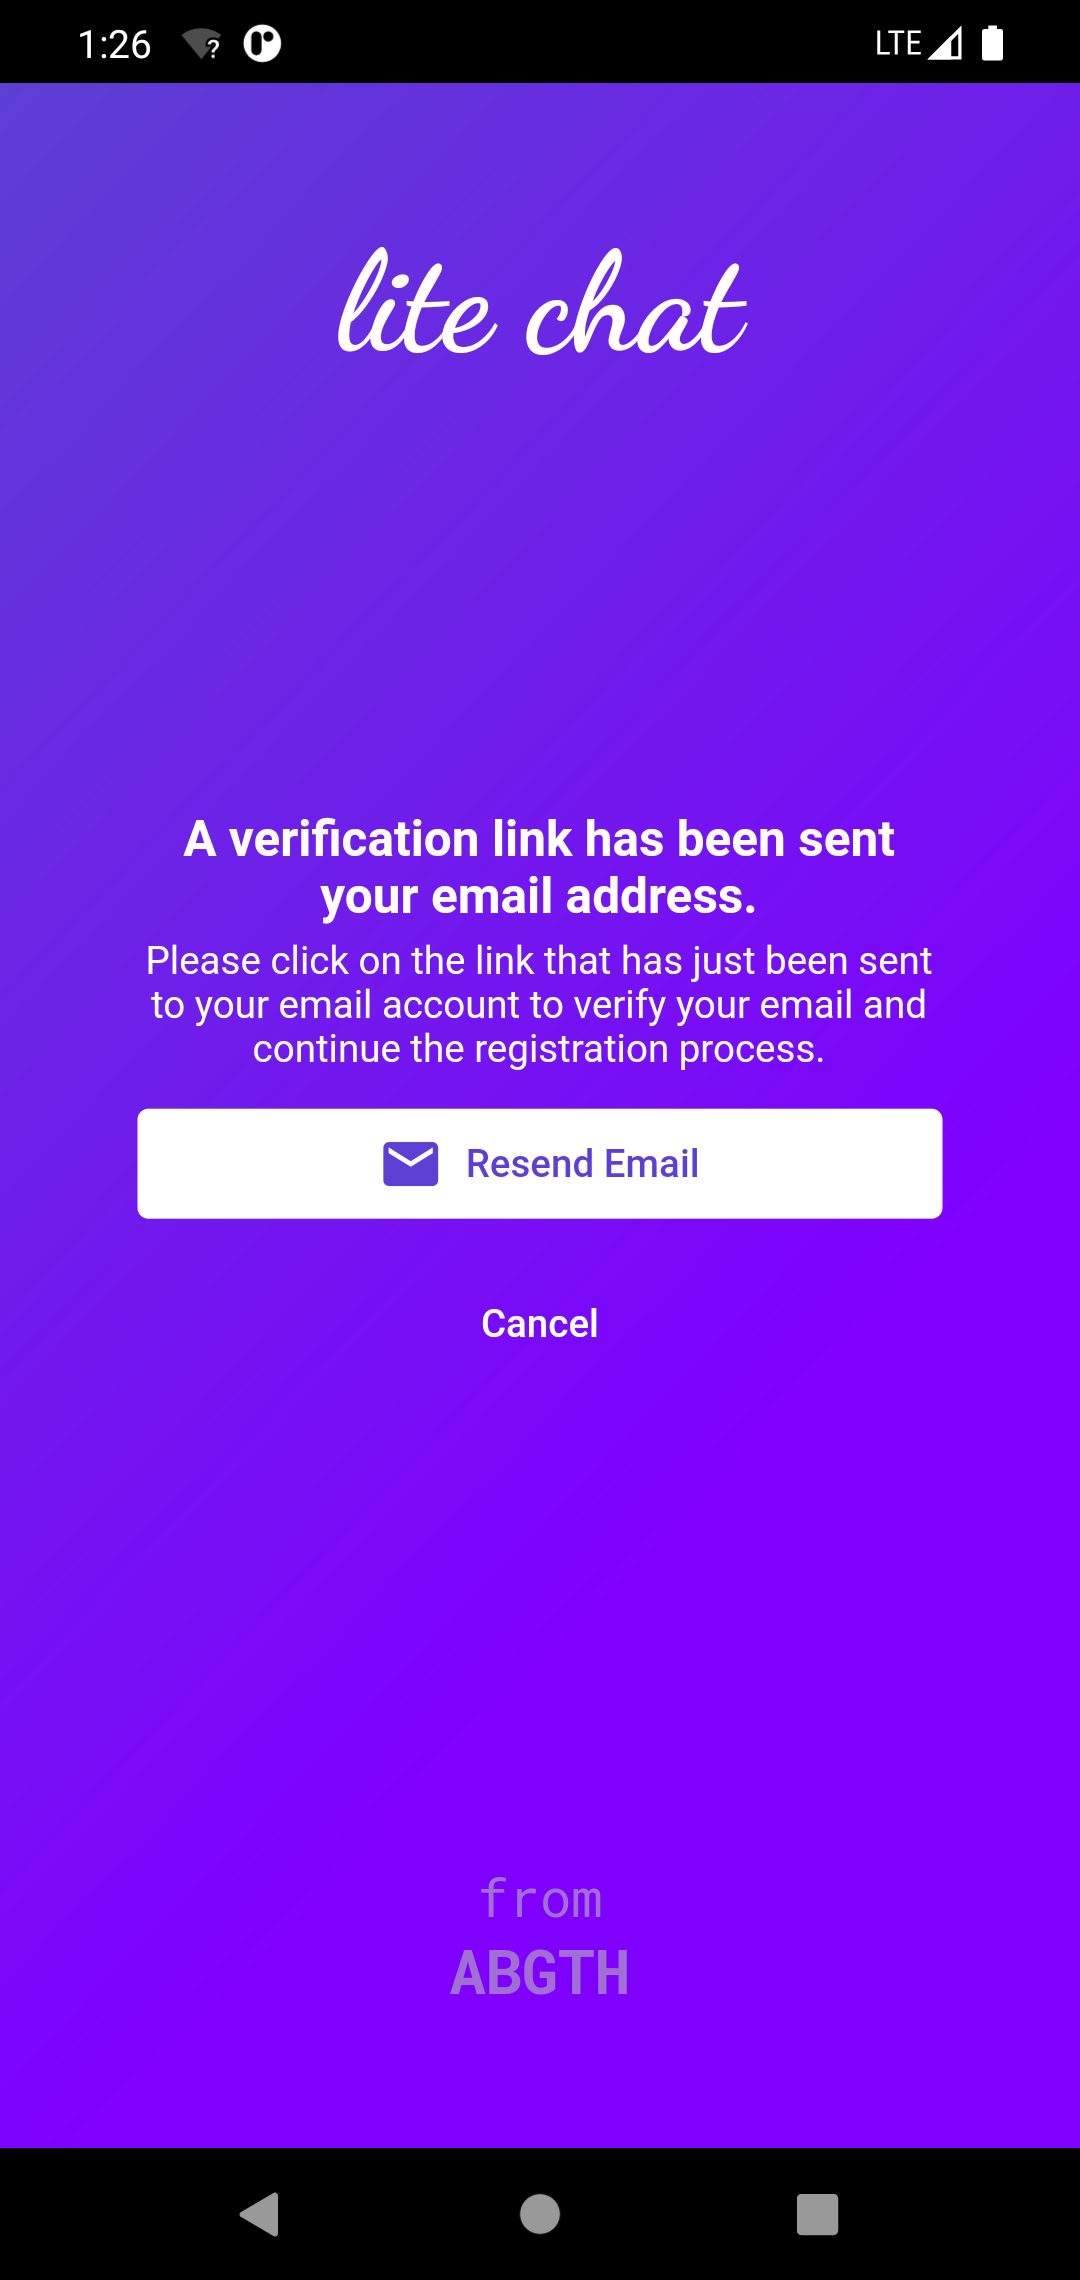 1:26
LTE
lite chat
A verification link has been sent
your email address.
Please click on the link that has just been sent
to your email account to verify your email and
continue the registration process.
Resend Email
Cancel
from
ABGTH